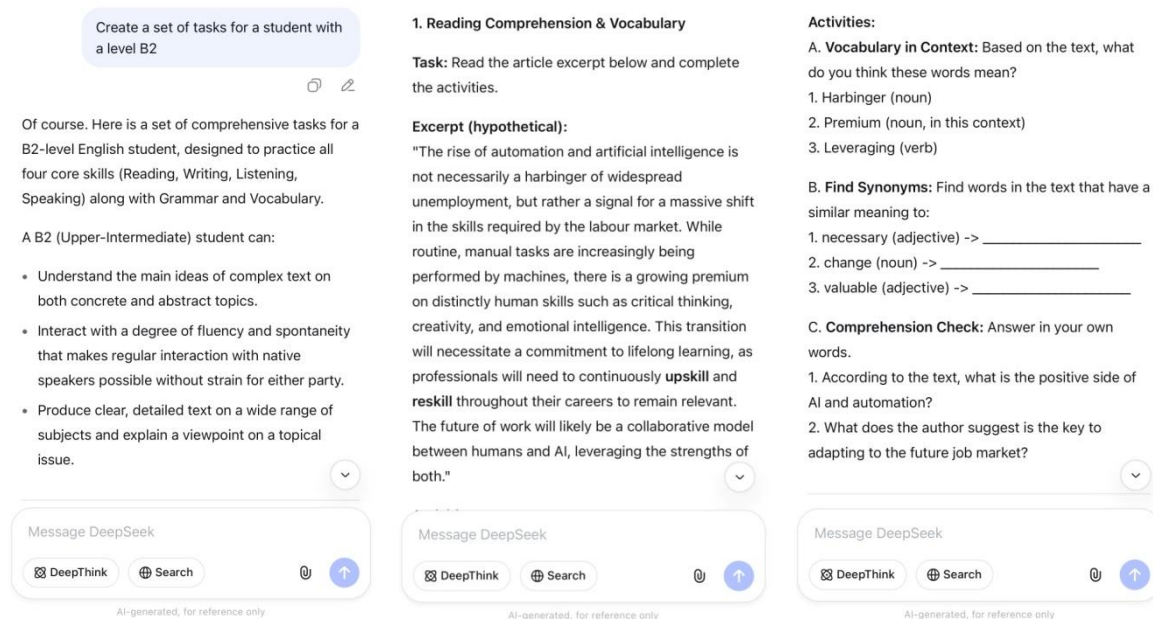 Create a set of tasks for a student with
a level B2
Of course. Here is a set of comprehensive tasks for a
B2-level English student, designed to practice all
four core skills (Reading, Writing, Listening,
Speaking) along with Grammar and Vocabulary.
A B2 (Upper-Intermediate) student can:
• Understand the main ideas of complex text on
both concrete and abstract topics.
• Interact with a degree of fluency and spontaneity
that makes regular interaction with native
speakers possible without strain for either party.
• Produce clear, detailed text on a wide range of
subjects and explain a viewpoint on a topical
issue.
Message DeepSeek
DeepThink Search
AI-generated, for reference only
1. Reading Comprehension & Vocabulary
Task: Read the article excerpt below and complete
the activities.
Excerpt (hypothetical):
"The rise of automation and artificial intelligence is
not necessarily a harbinger of widespread
unemployment, but rather a signal for a massive shift
in the skills required by the labour market. While
routine, manual tasks are increasingly being
performed by machines, there is a growing premium
on distinctly human skills such as critical thinking,
creativity, and emotional intelligence. This transition
will necessitate a commitment to lifelong learning, as
professionals will need to continuously upskill and
reskill throughout their careers to remain relevant.
The future of work will likely be a collaborative model
between humans and AI, leveraging the strengths of
both."
Message DeepSeek
DeepThink Search
AI-generated, for reference only
Activities:
A. Vocabulary in Context: Based on the text, what
do you think these words mean?
1. Harbinger (noun)
2. Premium (noun, in this context)
3. Leveraging (verb)
B. Find Synonyms: Find words in the text that have a
similar meaning to:
1. necessary (adjective) -> ____________________
2. change (noun) -> ____________________
3. valuable (adjective) -> ____________________
C. Comprehension Check: Answer in your own
words.
1. According to the text, what is the positive side of
AI and automation?
2. What does the author suggest is the key to
adapting to the future job market?
Message DeepSeek
DeepThink Search
AI-generated, for reference only